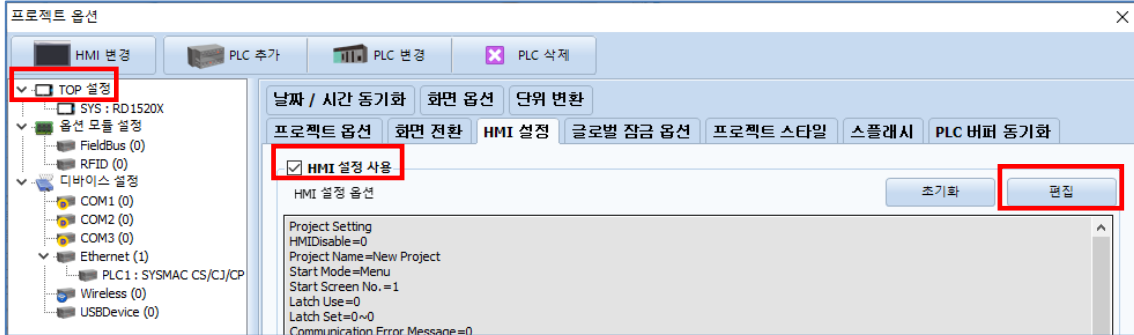 프로젝트 옵션
HMI 변경
PLC 추가
PLC 변경
PLC 삭제
TOP 설정
SYS : RD1520X
옵션 모듈 설정
FieldBus (0)
RFID (0)
디바이스 설정
COM1 (0)
COM2 (0)
COM3 (0)
Ethernet (1)
PLC1 : SYSMAC CS/CJ/CP
Wireless (0)
USBDevice (0)
날짜 / 시간 동기화 화면 옵션 단위 변환
프로젝트 옵션 화면 전환 HMI 설정 글로벌 잠금 옵션 프로젝트 스타일 스플래시 PLC 버퍼 동기화
HMI 설정 사용
HMI 설정 옵션
초기화
편집
Project Setting
HMIDisable=0
Project Name=New Project
Start Mode=Menu
Start Screen No.=1
Latch Use=0
Latch Set=0~0
Communication Error Message=0